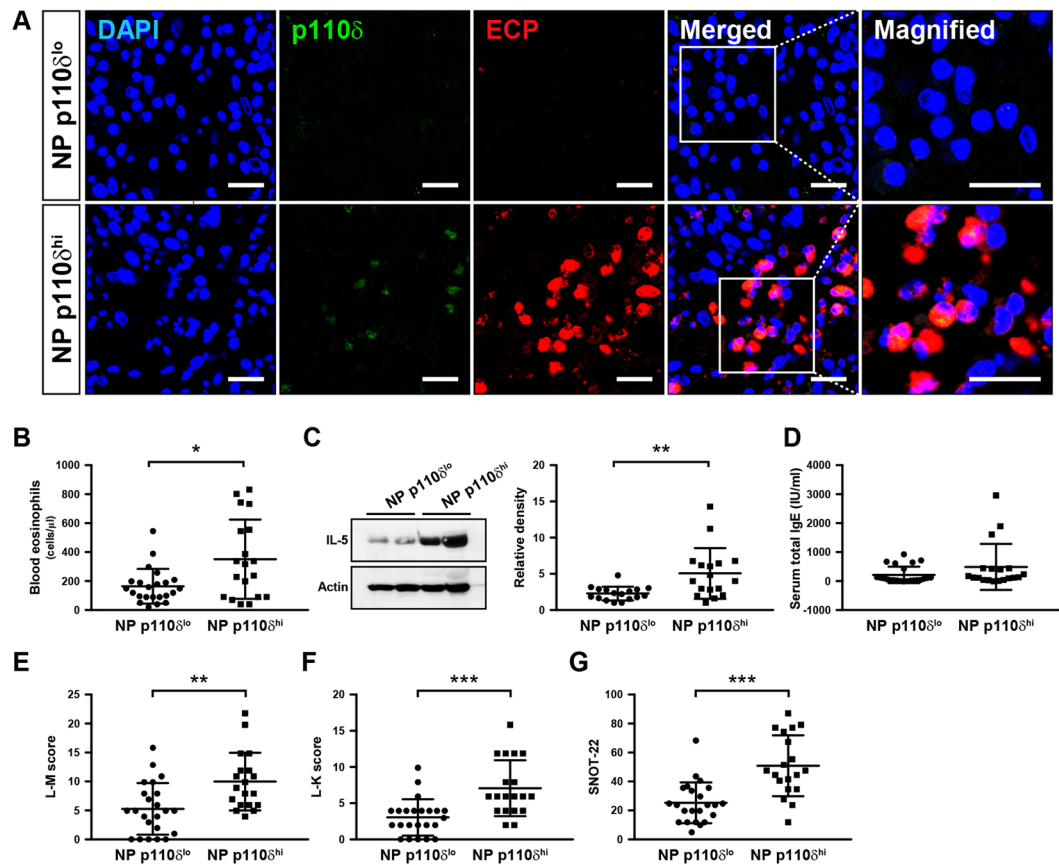 A
DAPI p110δ ECP Merged Magnified
NP p110δlo
NP p110δhi
B
*
Blood eosinophils
(cells/μl)
1000
800
600
400
200
0
NP p110δlo NP p110δhi
C
NP p110δlo NP p110δhi
IL-5
Actin
**
Relative density
20
15
10
5
0
NP p110δlo NP p110δhi
D
Serum total IgE (IU/ml)
4000
3000
2000
1000
0
-1000
NP p110δlo NP p110δhi
E
**
L-M score
25
20
15
10
5
0
NP p110δlo NP p110δhi
F
***
L-K score
20
15
10
5
0
NP p110δlo NP p110δhi
G
***
SNOT-22
100
80
60
40
20
0
NP p110δlo NP p110δhi